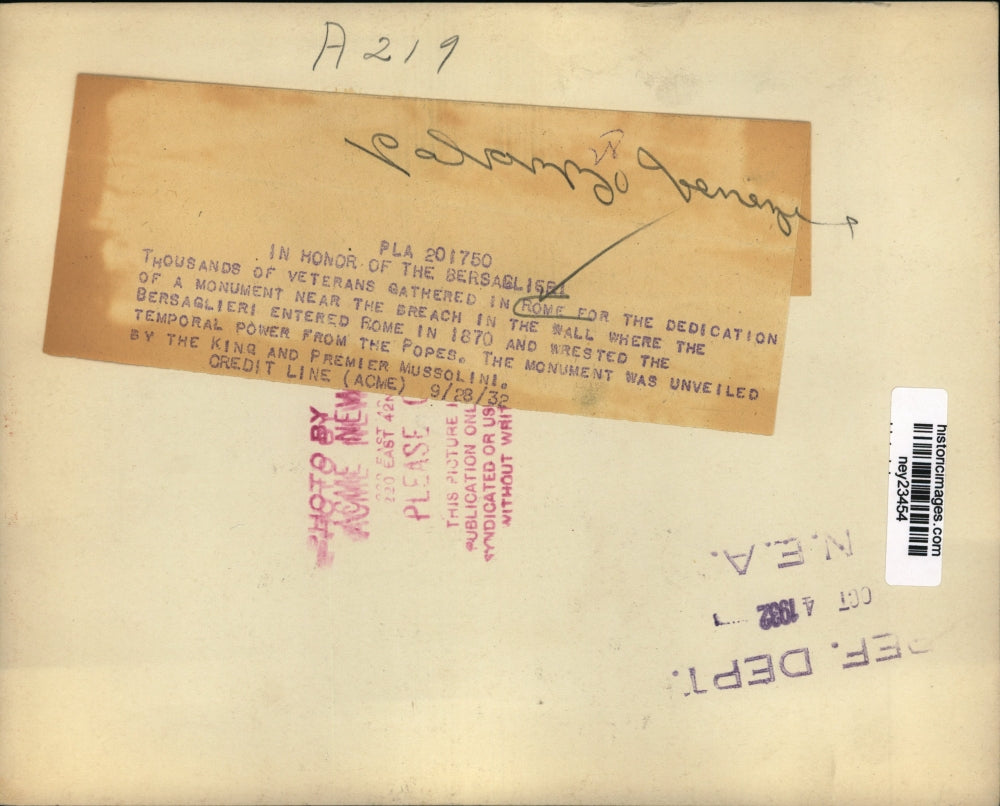 A219
Palazzo Venezia
PLA 201750
IN HONOR OF THE BERSAGLIERI
THOUSANDS OF VETERANS GATHERED IN ROME FOR THE DEDICATION
OF A MONUMENT NEAR THE BREACH IN THE WALL WHERE THE
BERSAGLIERI ENTERED ROME IN 1870 AND WRESTED THE
TEMPORAL POWER FROM THE POPES. THE MONUMENT WAS UNVEILED
BY THE KING AND PREMIER MUSSOLINI.
CREDIT LINE (ACME) 9/28/32
PHOTO BY
ACME NEW
220 EAST 42N
PLEASE C
THIS PICTURE I
PUBLICATION ONL
SYNDICATED OR US
WITHOUT WRIT
historicimages.com
ney23454
N.E.A.
OCT 4 1932
REF. DEPT.